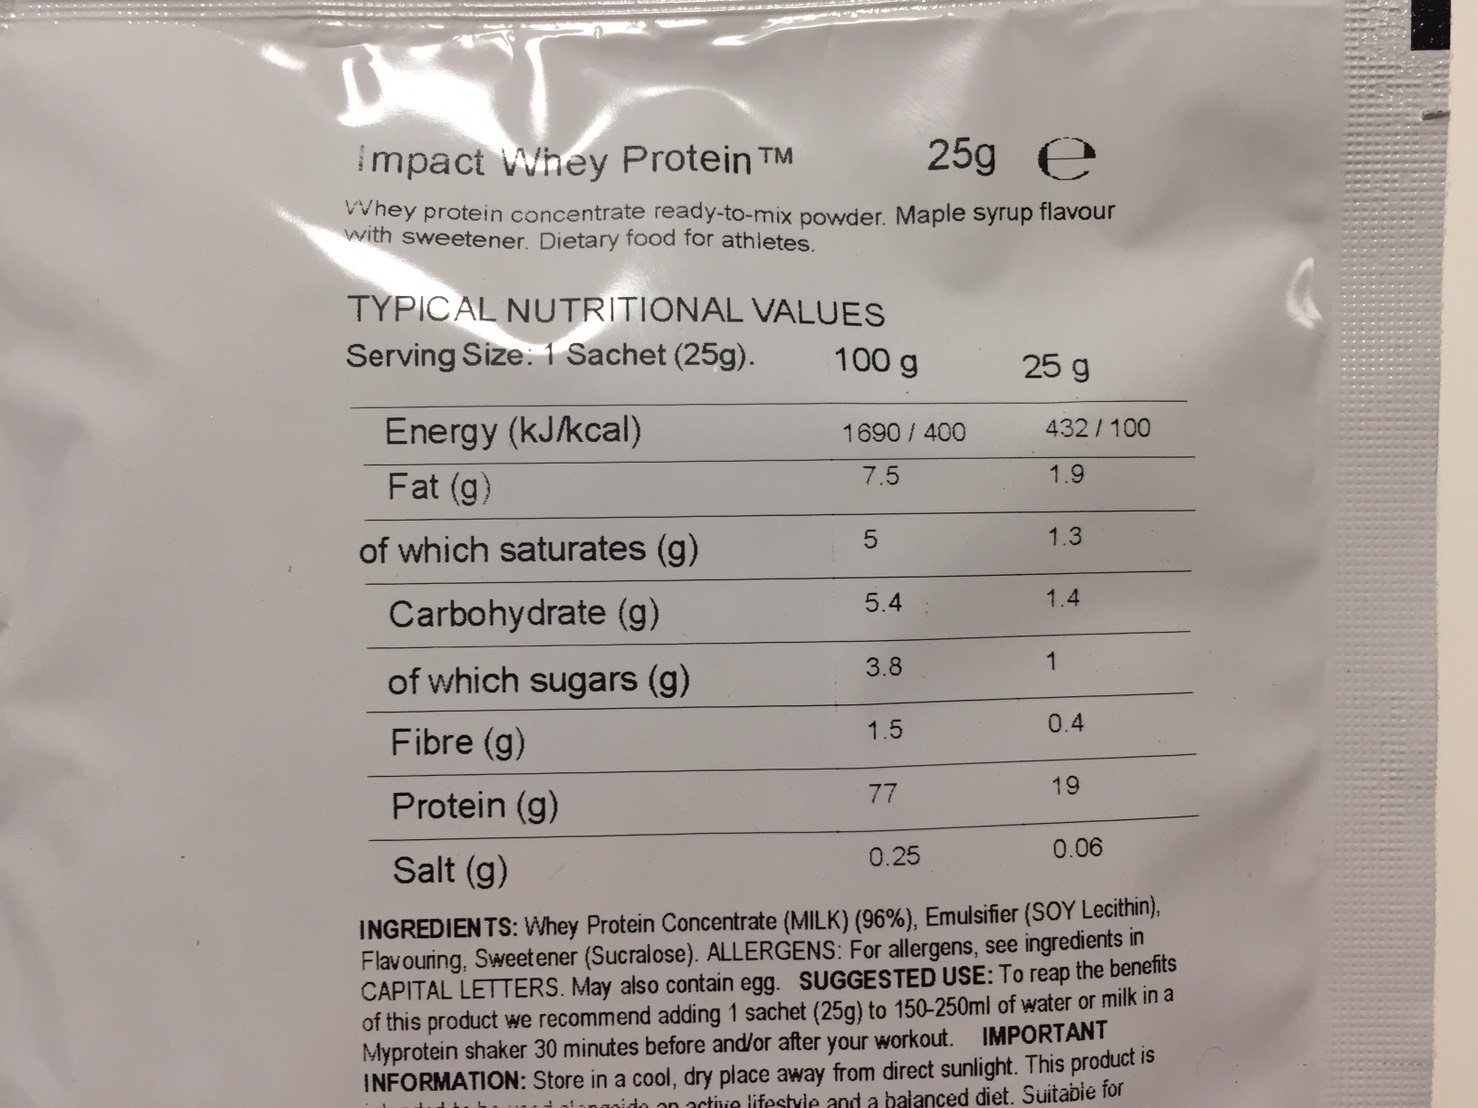 Impact Whey Protein™ 25g ℮
Whey protein concentrate ready-to-mix powder. Maple syrup flavour
with sweetener. Dietary food for athletes.
TYPICAL NUTRITIONAL VALUES
Serving Size: 1 Sachet (25g). 100 g 25 g
Energy (kJ/kcal) 1690 / 400 432 / 100
Fat (g) 7.5 1.9
of which saturates (g) 5 1.3
Carbohydrate (g) 5.4 1.4
of which sugars (g) 3.8 1
Fibre (g) 1.5 0.4
Protein (g) 77 19
Salt (g) 0.25 0.06
INGREDIENTS: Whey Protein Concentrate (MILK) (96%), Emulsifier (SOY Lecithin),
Flavouring, Sweetener (Sucralose). ALLERGENS: For allergens, see ingredients in
CAPITAL LETTERS. May also contain egg. SUGGESTED USE: To reap the benefits
of this product we recommend adding 1 sachet (25g) to 150-250ml of water or milk in a
Myprotein shaker 30 minutes before and/or after your workout. IMPORTANT
INFORMATION: Store in a cool, dry place away from direct sunlight. This product is
an active lifestyle and a balanced diet. Suitable for